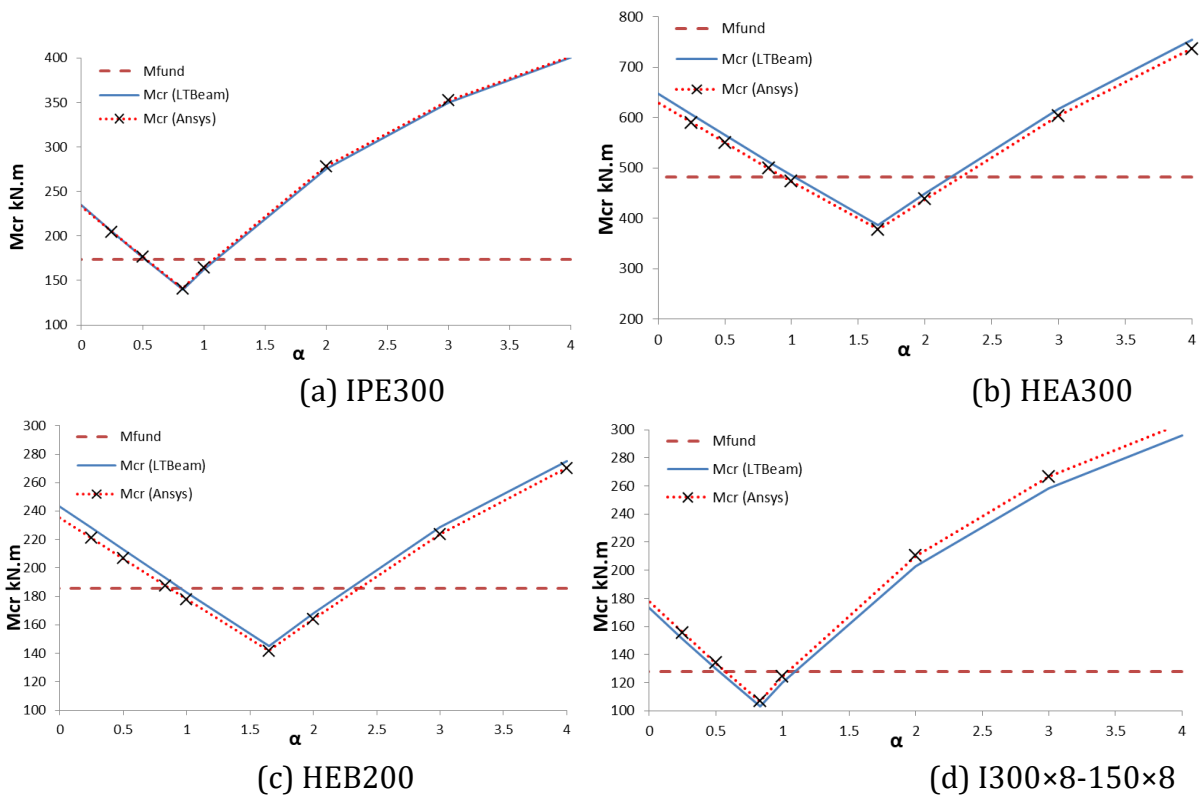 Mcr kN.m
400
350
300
250
200
150
100
Mfund
Mcr (LTBeam)
Mcr (Ansys)
0 0.5 1 1.5 2 2.5 3 3.5 4
α
(a) IPE300
Mcr kN.m
800
700
600
500
400
300
200
Mfund
Mcr (LTBeam)
Mcr (Ansys)
0 0.5 1 1.5 2 2.5 3 3.5 4
α
(b) HEA300
Mcr kN.m
300
280
260
240
220
200
180
160
140
120
100
Mfund
Mcr (LTBeam)
Mcr (Ansys)
0 0.5 1 1.5 2 2.5 3 3.5 4
α
(c) HEB200
Mcr kN.m
300
280
260
240
220
200
180
160
140
120
100
Mfund
Mcr (LTBeam)
Mcr (Ansys)
0 0.5 1 1.5 2 2.5 3 3.5 4
α
(d) I300×8-150×8